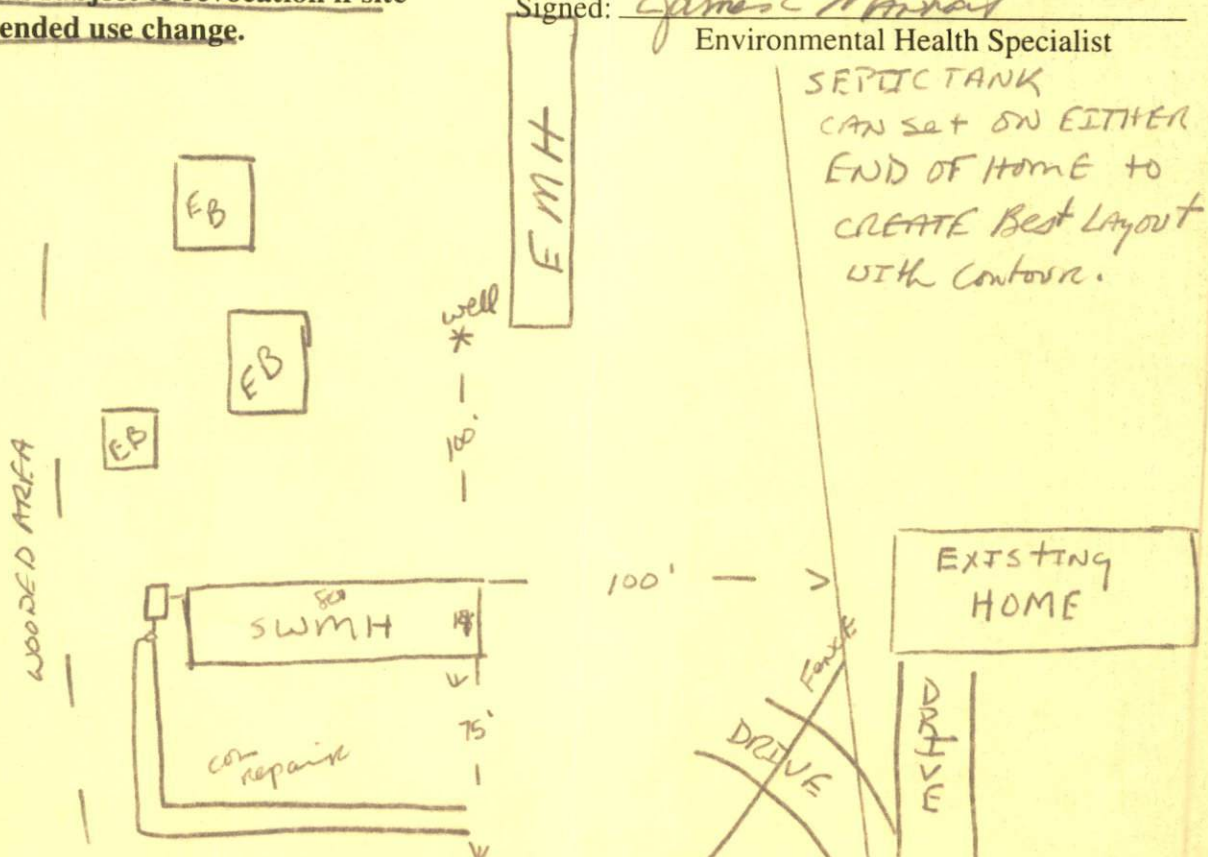 ended use change.
Signed: James C
Environmental Health Specialist
SEPTIC TANK
CAN Set ON EITHER
END OF HOME to
CREATE Best LAyout
WITH Contour.
EMH
EB
EB
EB
well
*
100'
WOODED AREA
SWMH
100'
EXISTING
HOME
75'
Fence
DRIVE
DRIVE
repair